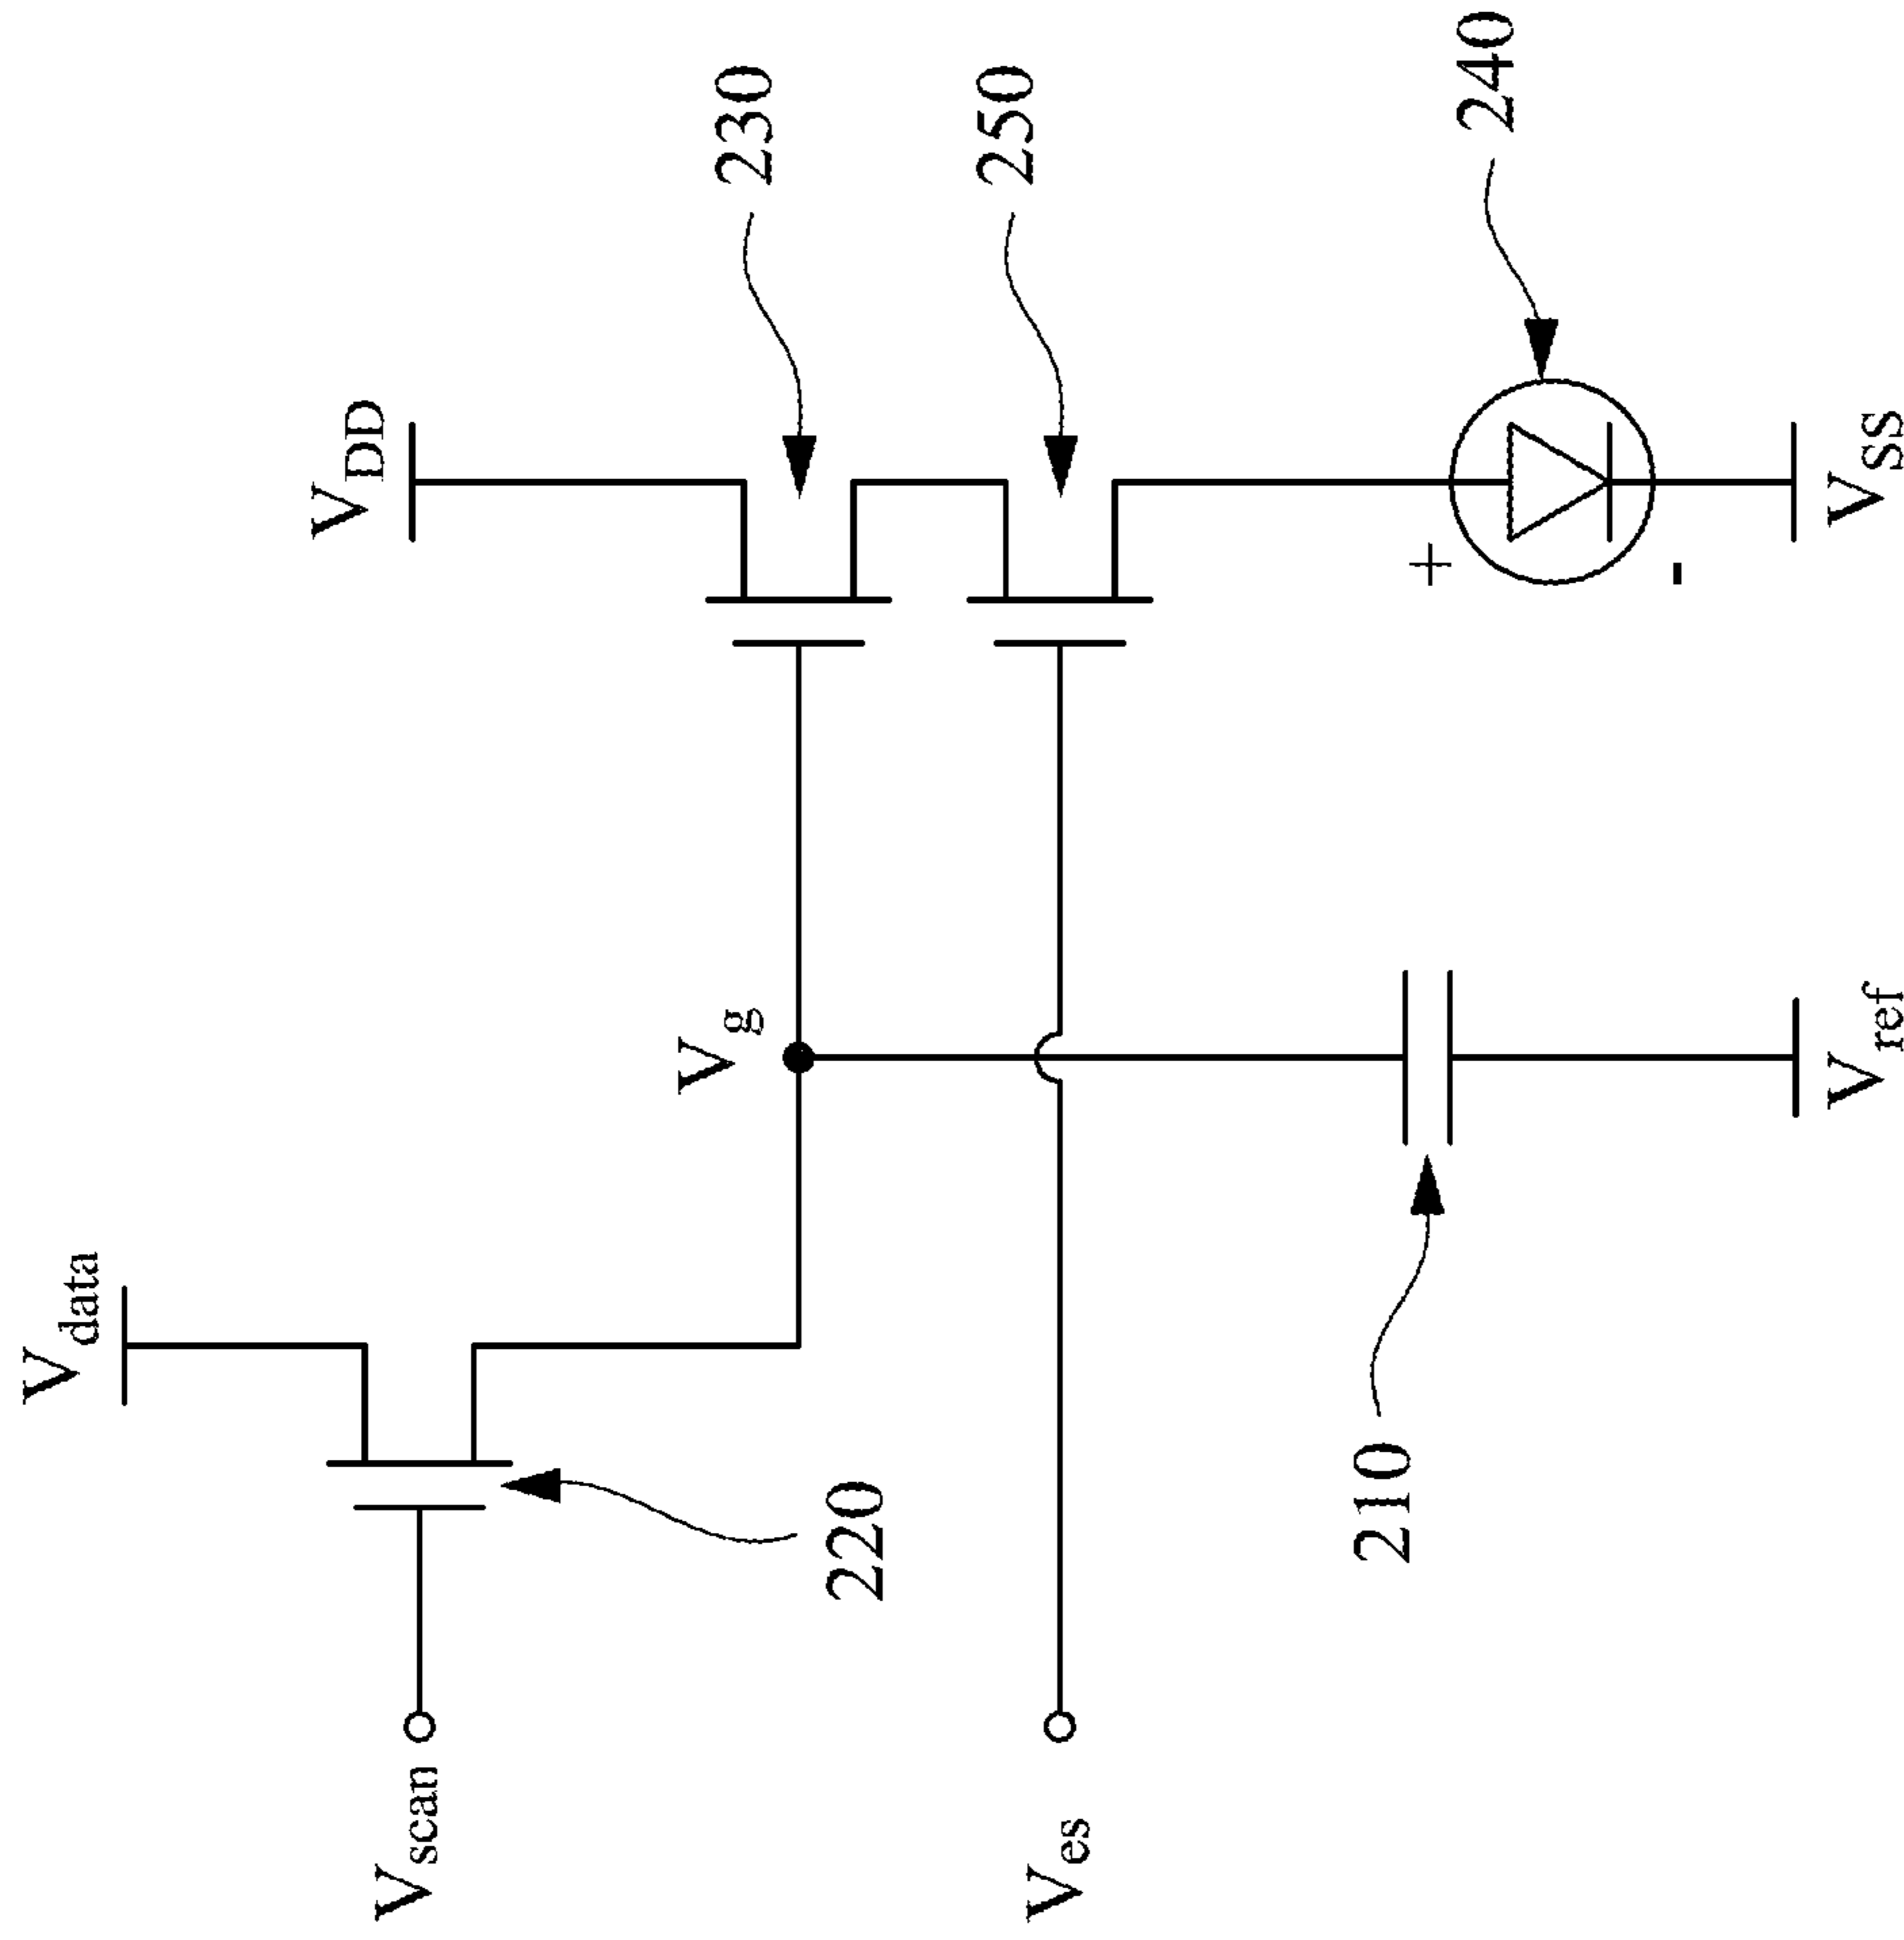 Vdata
VDD
Vscan
220
Vg
230
250
Ves
210
240
+
-
Vref
VSS